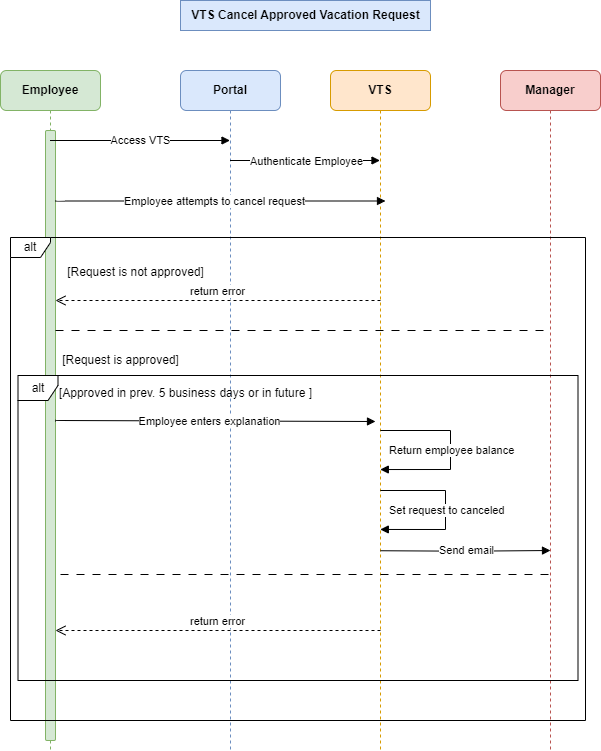 VTS Cancel Approved Vacation Request
Employee
Portal
VTS
Manager
Access VTS
Authenticate Employee
Employee attempts to cancel request
alt
[Request is not approved]
return error
[Request is approved]
alt
[Approved in prev. 5 business days or in future ]
Employee enters explanation
Return employee balance
Set request to canceled
Send email
return error